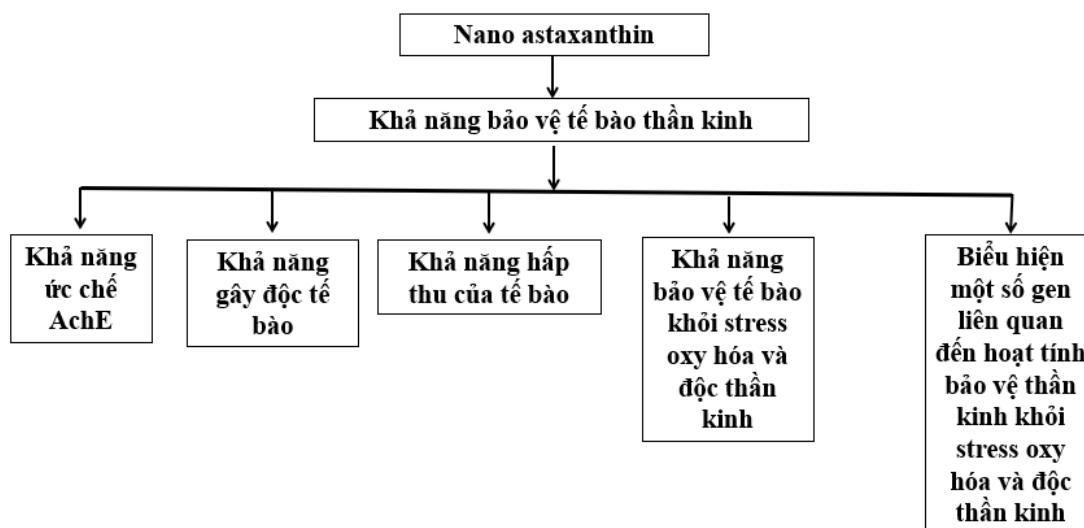 Nano astaxanthin
Khả năng bảo vệ tế bào thần kinh
Khả năng
ức chế
AchE
Khả năng
gây độc tế
bào
Khả năng hấp
thu của tế bào
Khả năng
bảo vệ tế bào
khỏi stress
oxy hóa và
độc thần
kinh
Biểu hiện
một số gen
liên quan
đến hoạt tính
bảo vệ thần
kinh khỏi
stress oxy
hóa và độc
thần kinh